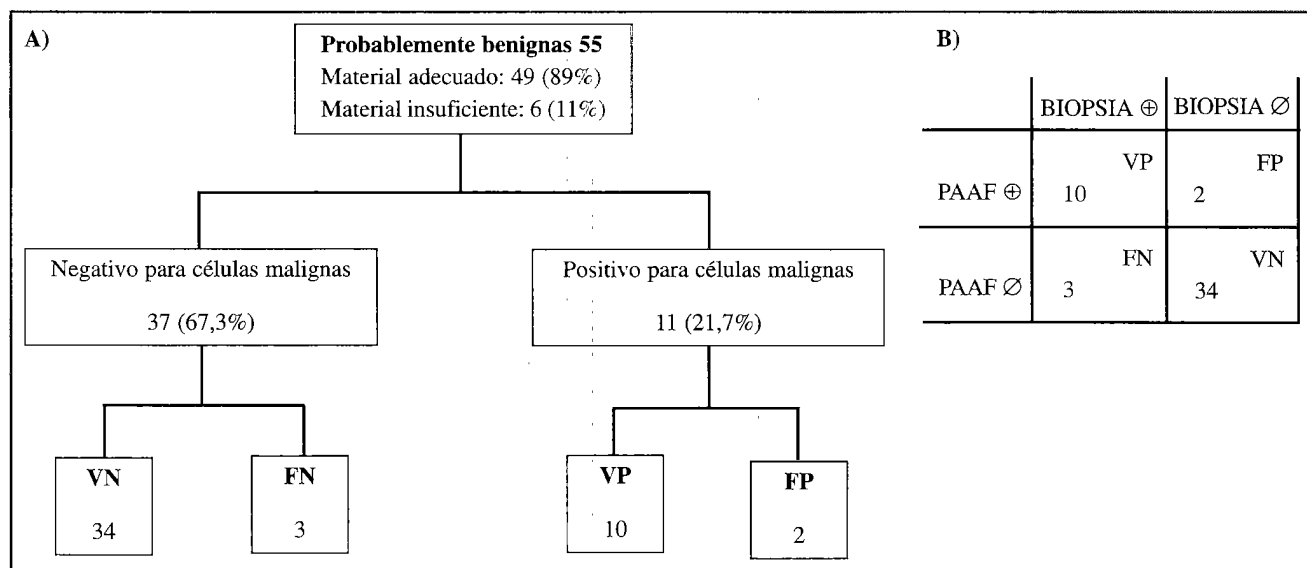 A)
Probablemente benignas 55
Material adecuado: 49 (89%)
Material insuficiente: 6 (11%)
Negativo para células malignas
37 (67,3%)
Positivo para células malignas
11 (21,7%)
VN
34
FN
3
VP
10
FP
2
B)
BIOPSIA ⊕ BIOPSIA ∅
PAAF ⊕
VP
10
FP
2
PAAF ∅
FN
3
VN
34